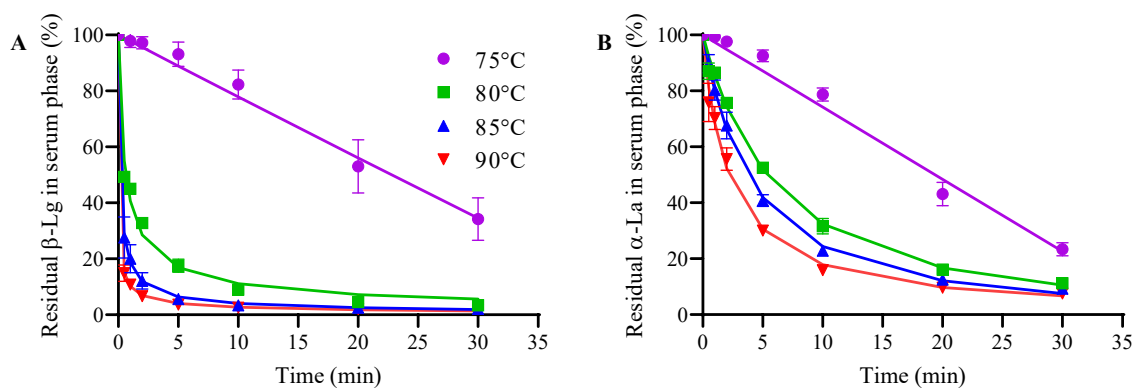 A
Residual β-Lg in serum phase (%)
100
80
60
40
20
0
0 5 10 15 20 25 30 35
Time (min)
75°C
80°C
85°C
90°C
B
Residual α-La in serum phase (%)
100
80
60
40
20
0
0 5 10 15 20 25 30 35
Time (min)